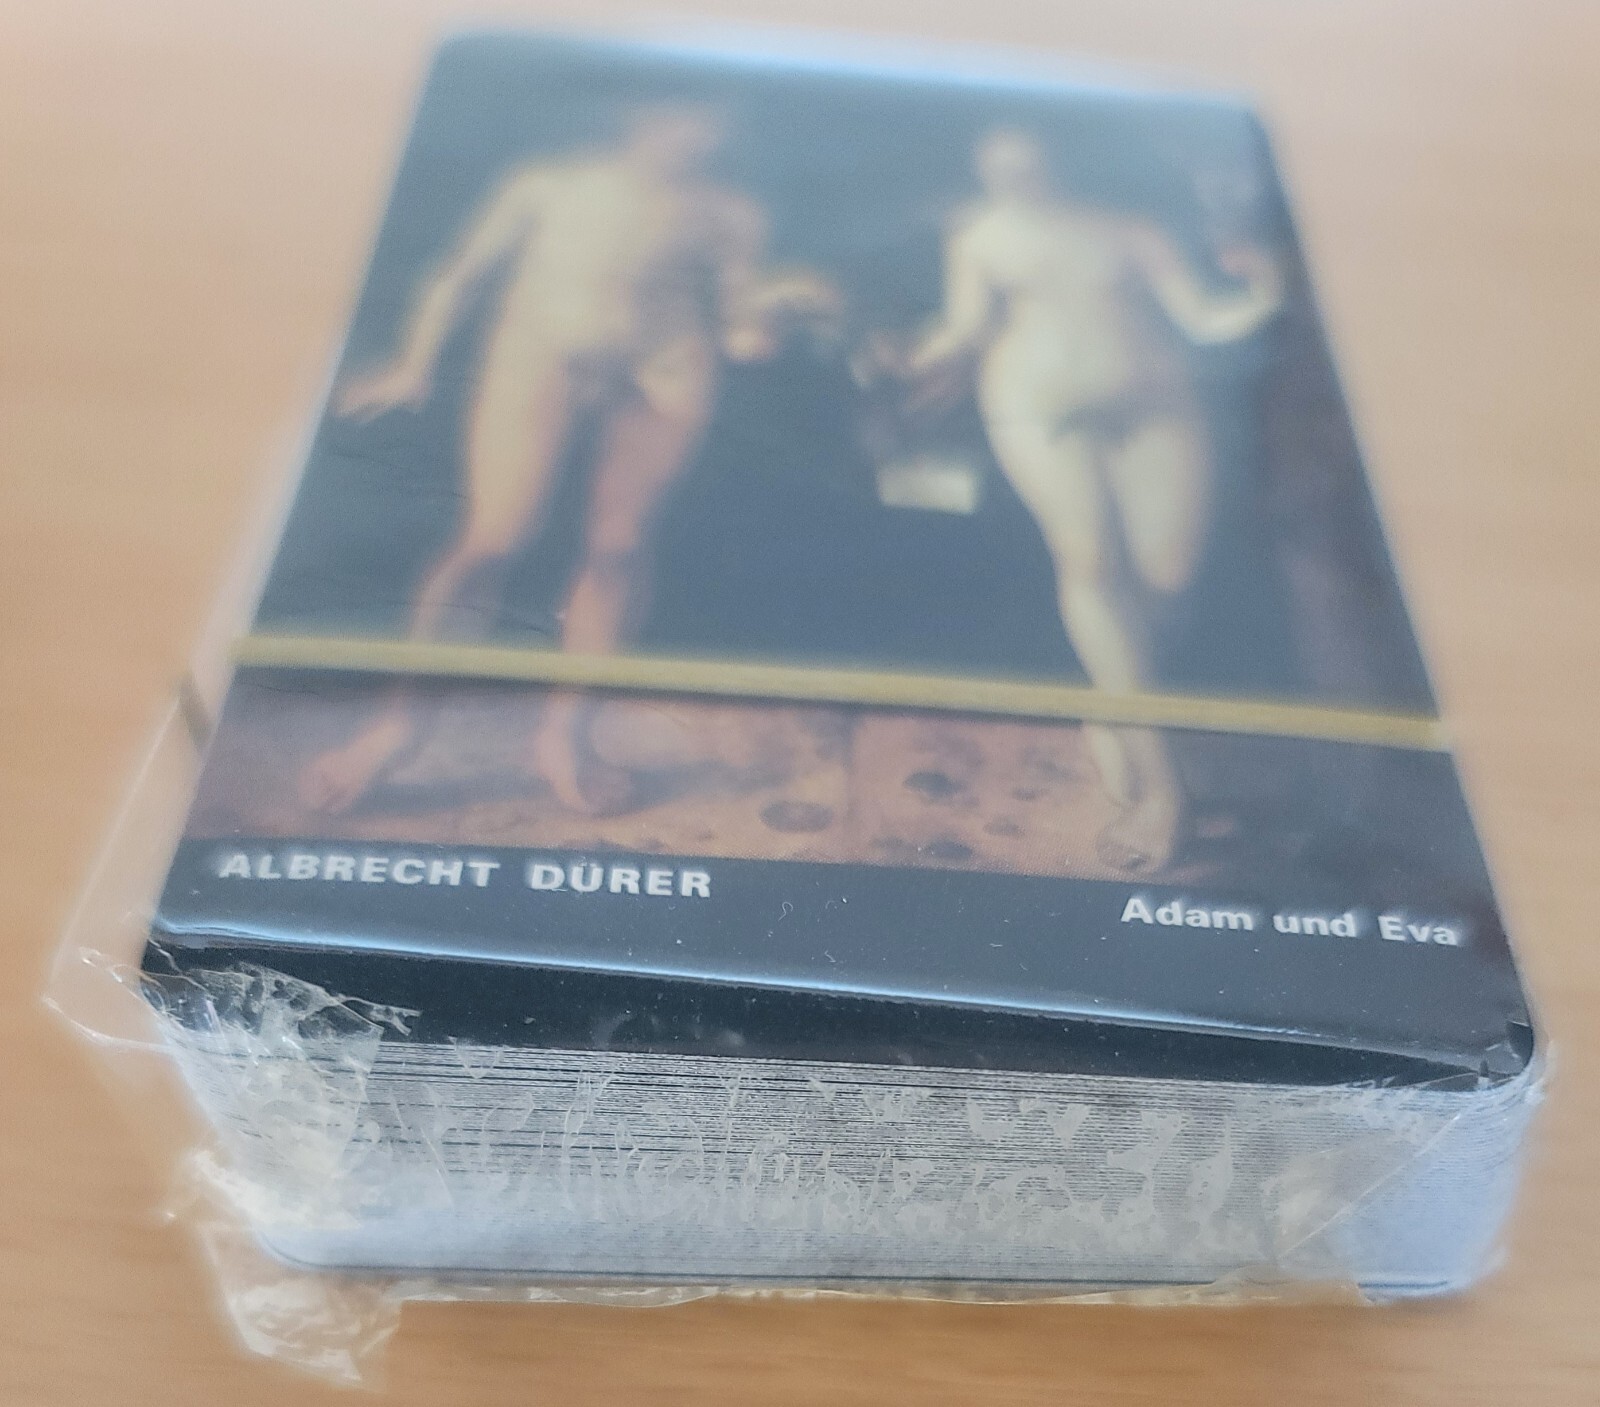 ALBRECHT DÜRER
Adam und Eva